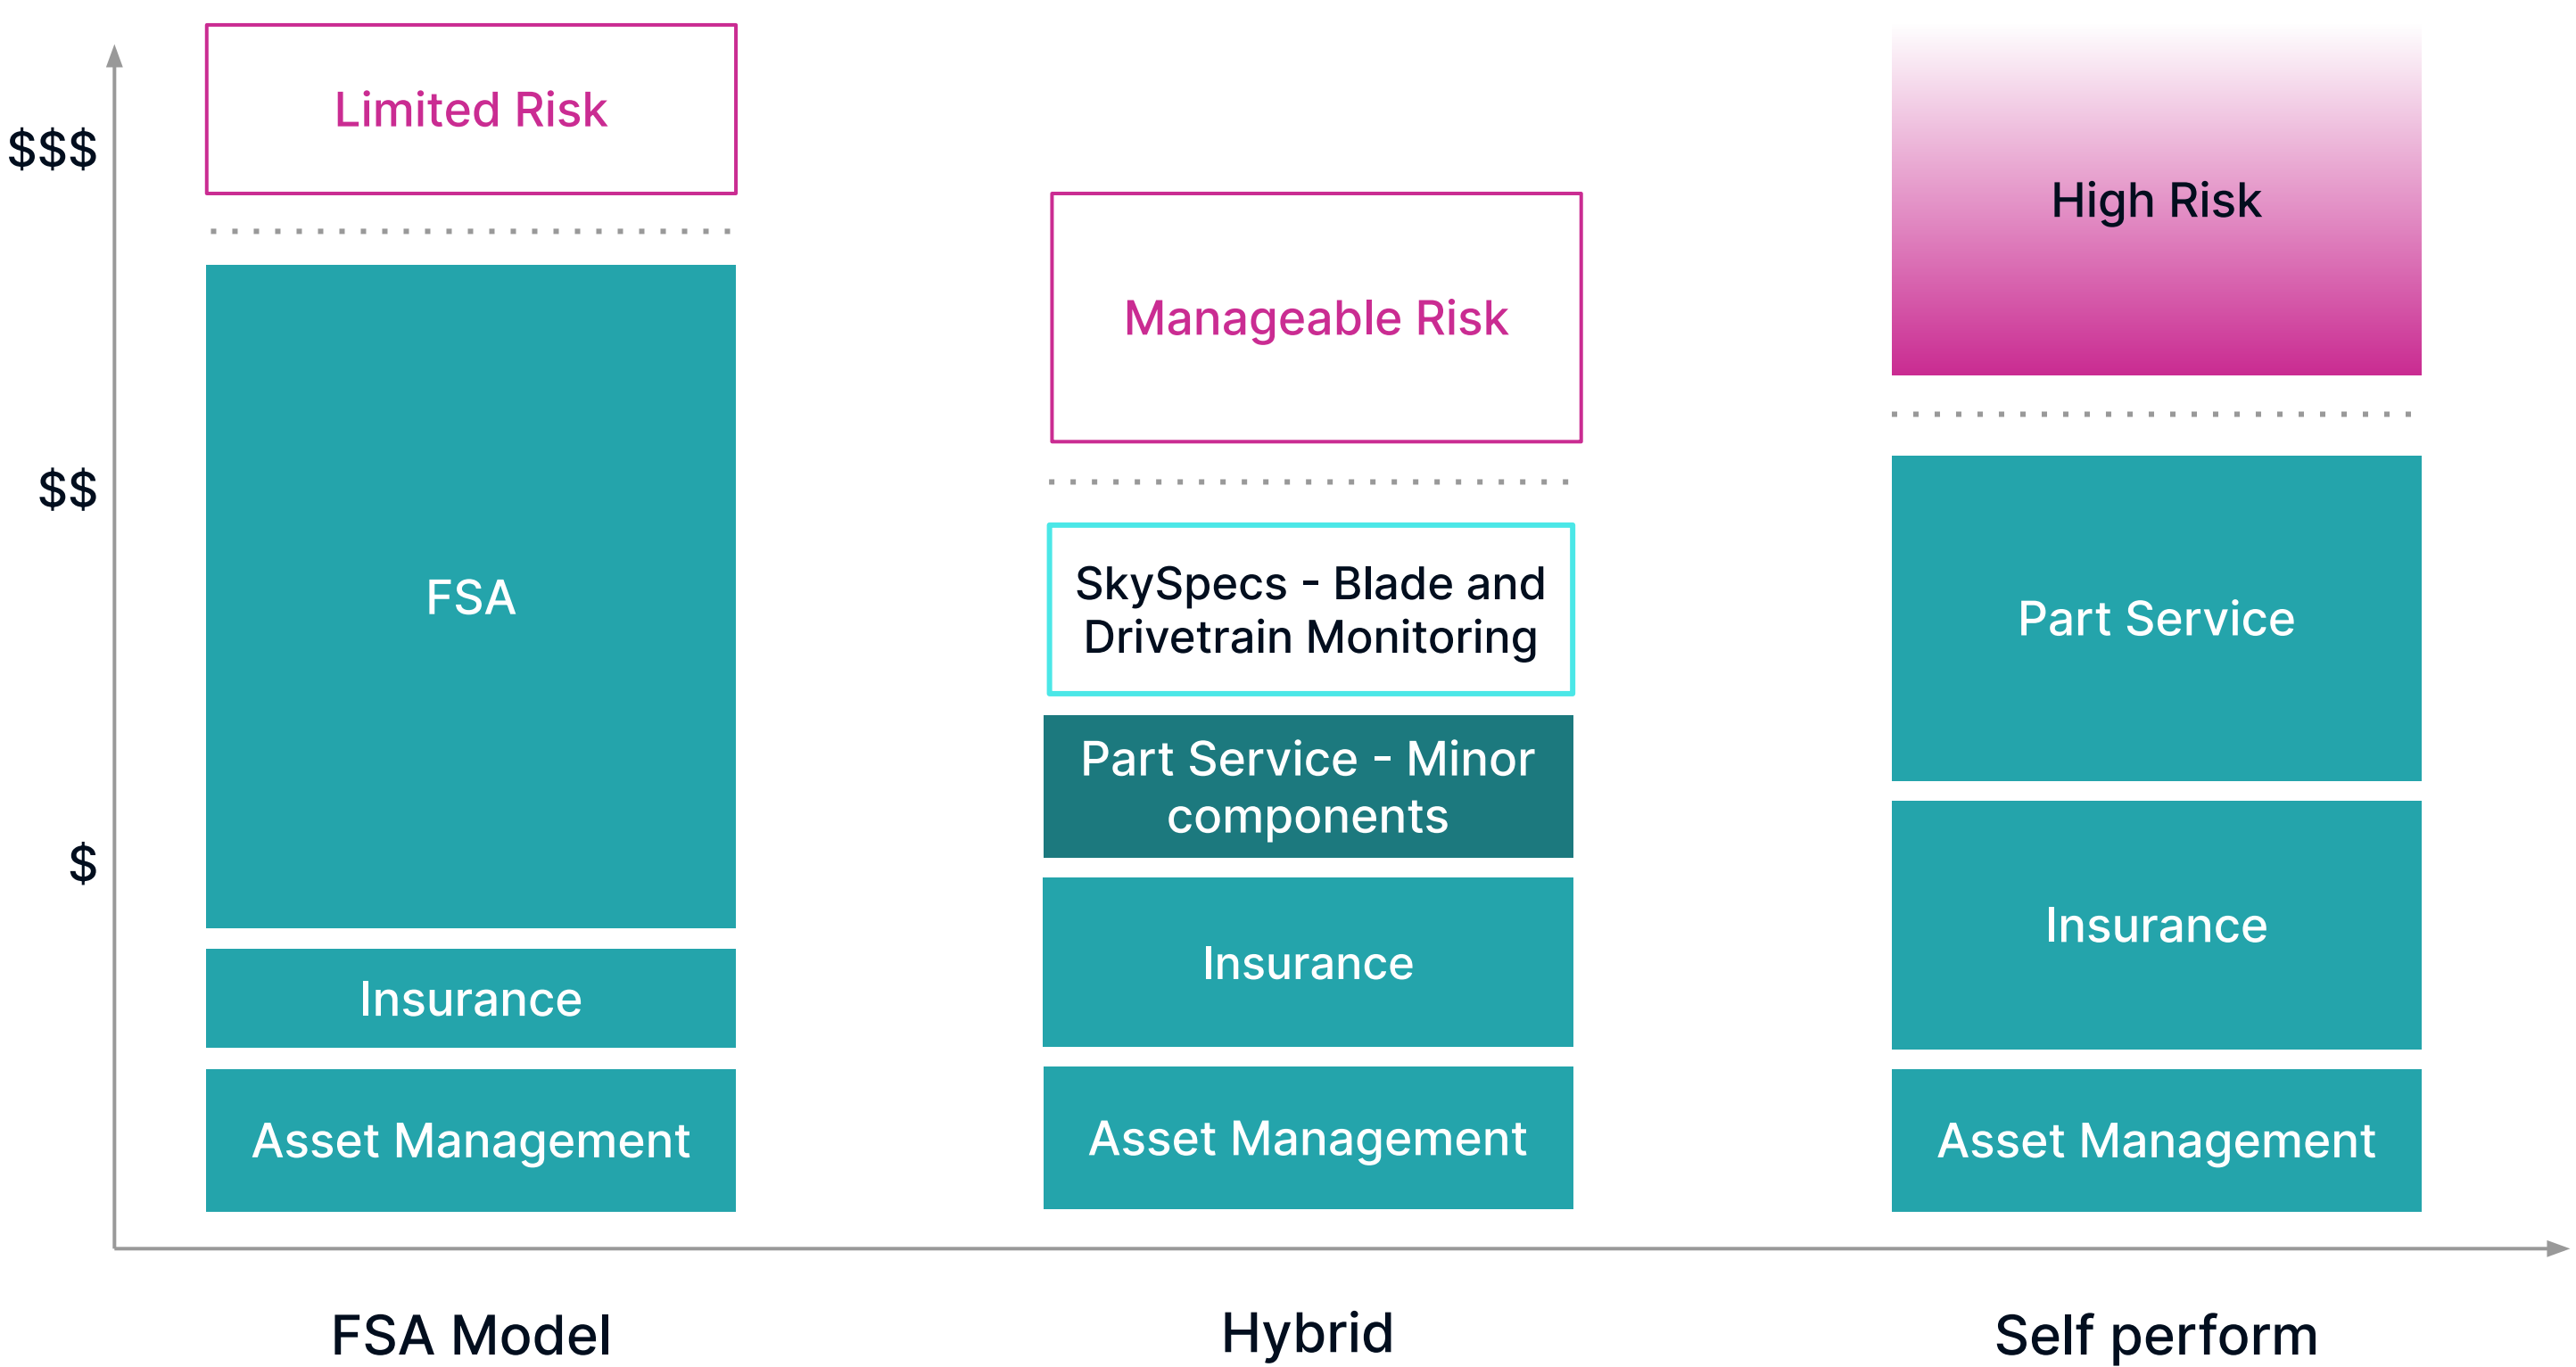 $$$
$$
$
Limited Risk
FSA
Insurance
Asset Management
FSA Model
Manageable Risk
SkySpecs - Blade and
Drivetrain Monitoring
Part Service - Minor
components
Insurance
Asset Management
Hybrid
High Risk
Part Service
Insurance
Asset Management
Self perform